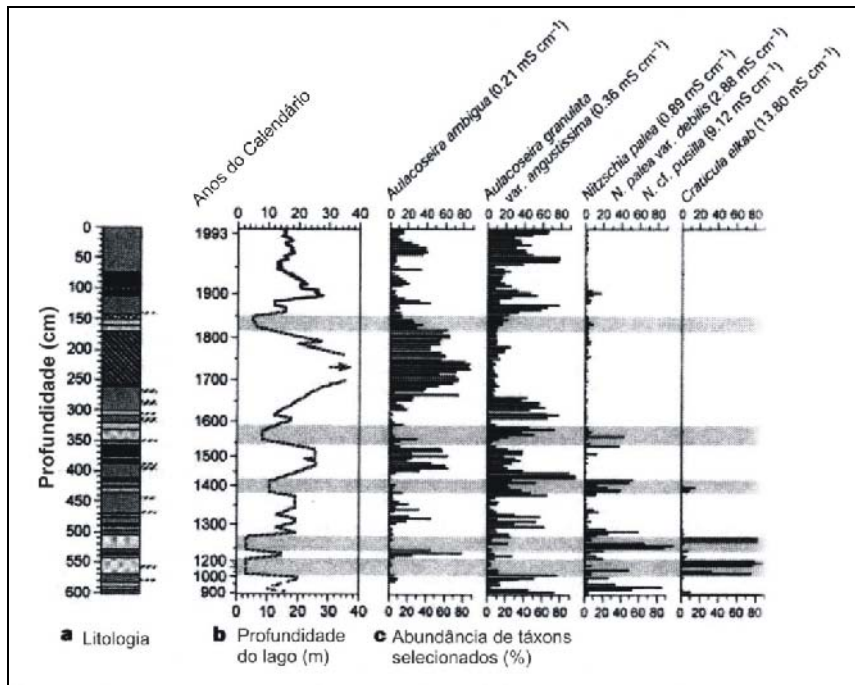 Aulacoseira ambigua (0.21 mS cm⁻¹)
Aulacoseira granulata
var. angustissima (0.36 mS cm⁻¹)
Nitzschia palea (0.89 mS cm⁻¹)
N. palea var. debilis (2.88 mS cm⁻¹)
N. cf. pusilla (9.12 mS cm⁻¹)
Craticula elkab (13.80 mS cm⁻¹)
Anos do Calendário
0 10 20 30 40
0 20 40 60 80
0 20 40 60 80
0 20 40 60 80
0 20 40 60 80
Profundidade (cm)
0
50
100
150
200
250
300
350
400
450
500
550
600
1993
1900
1800
1700
1600
1500
1400
1300
1200
1000
900
0 10 20 30 40
0 20 40 60 80
0 20 40 60 80
0 20 40 60 80
0 20 40 60 80
a Litologia
b Profundidade
do lago (m)
c Abundância de táxons
selecionados (%)